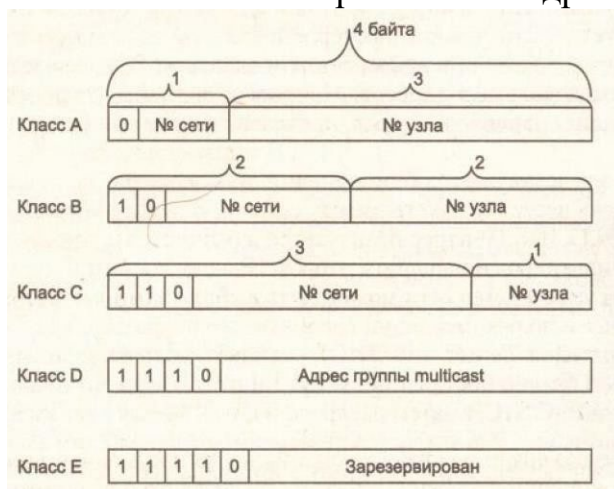 4 байта
1 3
Класс A 0 № сети № узла
2 2
Класс B 1 0 № сети № узла
3 1
Класс C 1 1 0 № сети № узла
Класс D 1 1 1 0 Адрес группы multicast
Класс E 1 1 1 1 0 Зарезервирован